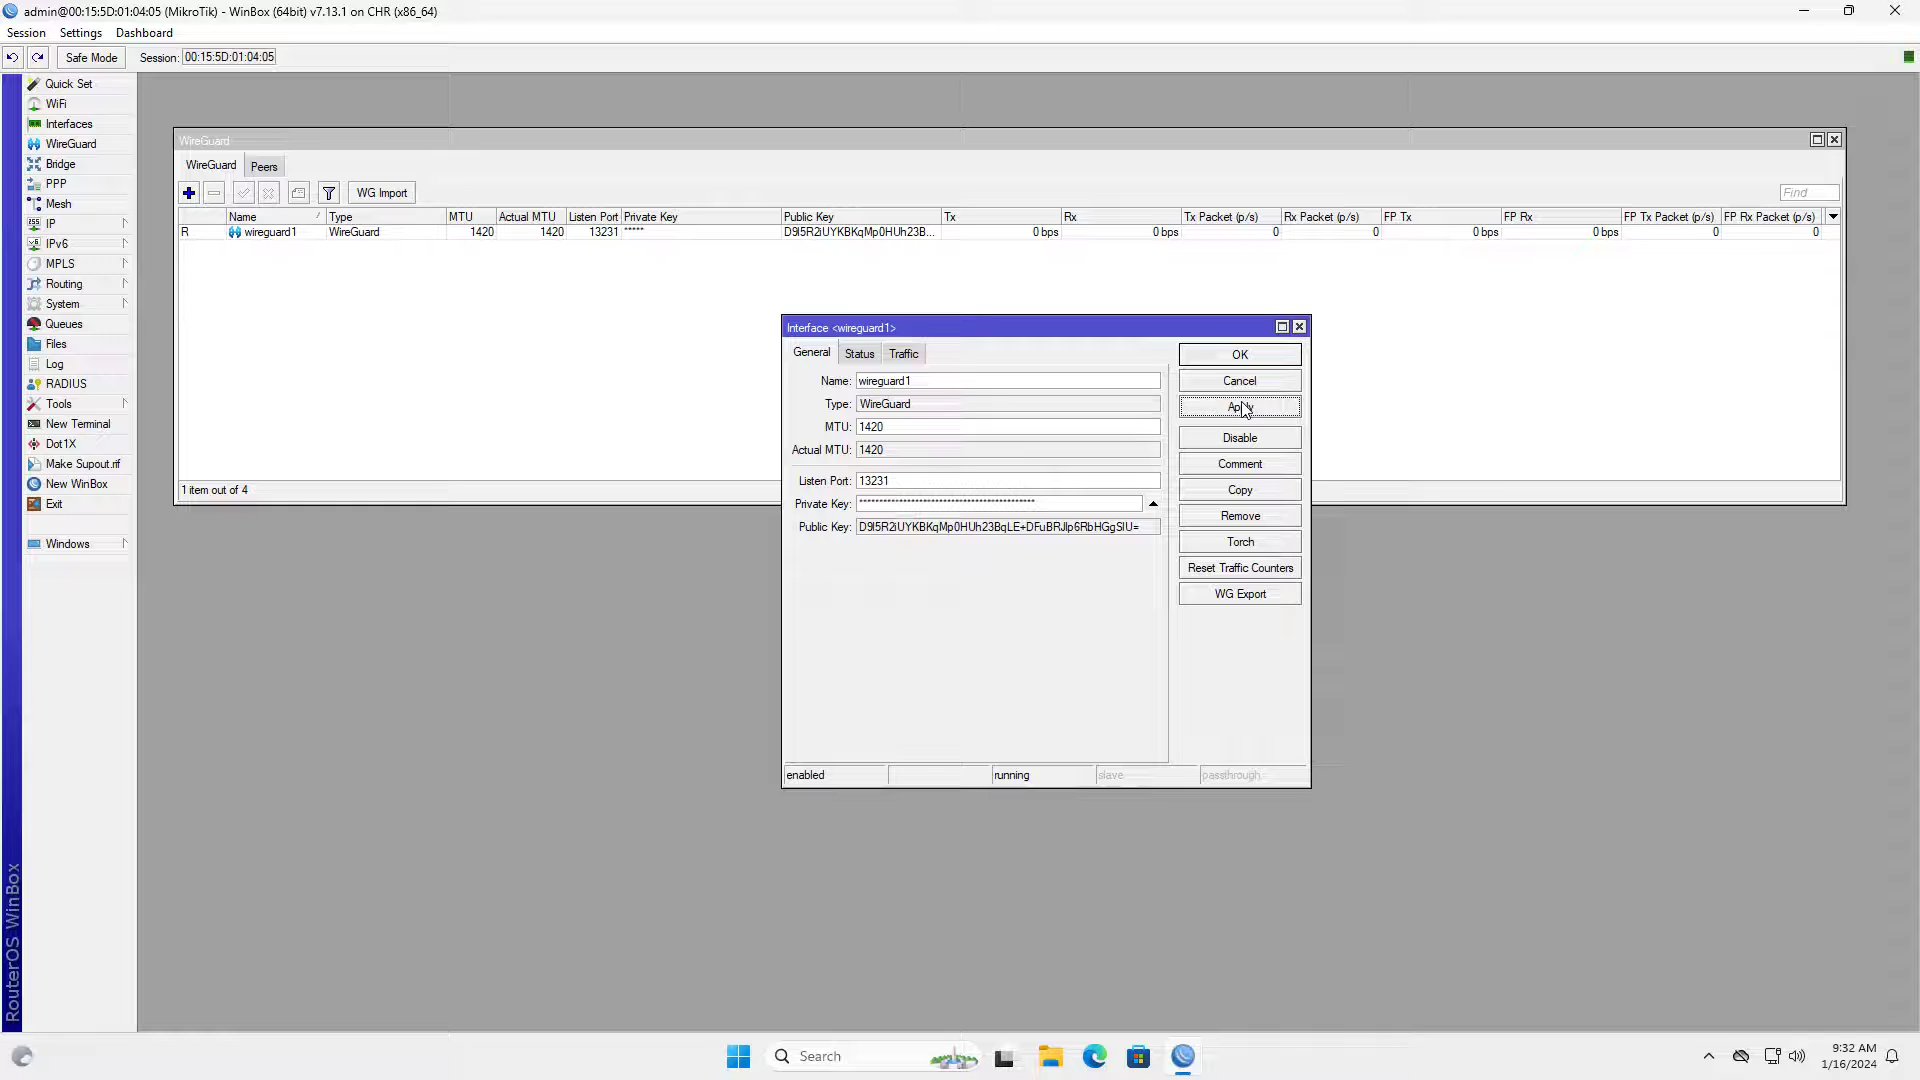 admin@00:15:5D:01:04:05 (MikroTik) - WinBox (64bit) v7.13.1 on CHR (x86_64)
Session Settings Dashboard
Safe Mode Session: 00:15:5D:01:04:05
Quick Set
WiFi
Interfaces
WireGuard
Bridge
PPP
Mesh
IP
IPv6
MPLS
Routing
System
Queues
Files
Log
RADIUS
Tools
New Terminal
Dot1X
Make Supout.rif
New WinBox
Exit
Windows
RouterOS WinBox
WireGuard
WireGuard Peers
WG Import Find
Name Type MTU Actual MTU Listen Port Private Key Public Key Tx Rx Tx Packet (p/s) Rx Packet (p/s) FP Tx FP Rx FP Tx Packet (p/s) FP Rx Packet (p/s)
R wireguard1 WireGuard 1420 1420 13231 ***** D9I5R2iUYKBKqMp0HUh23B... 0 bps 0 bps 0 0 0 bps 0 bps 0 0
1 item out of 4
Interface <wireguard1>
General Status Traffic
Name: wireguard1
Type: WireGuard
MTU: 1420
Actual MTU: 1420
Listen Port: 13231
Private Key: ********************************************
Public Key: D9I5R2iUYKBKqMp0HUh23BqLE+DFuBRJIp6RbHGgSIU=
OK
Cancel
Apply
Disable
Comment
Copy
Remove
Torch
Reset Traffic Counters
WG Export
enabled running slave passthrough
Search
9:32 AM
1/16/2024